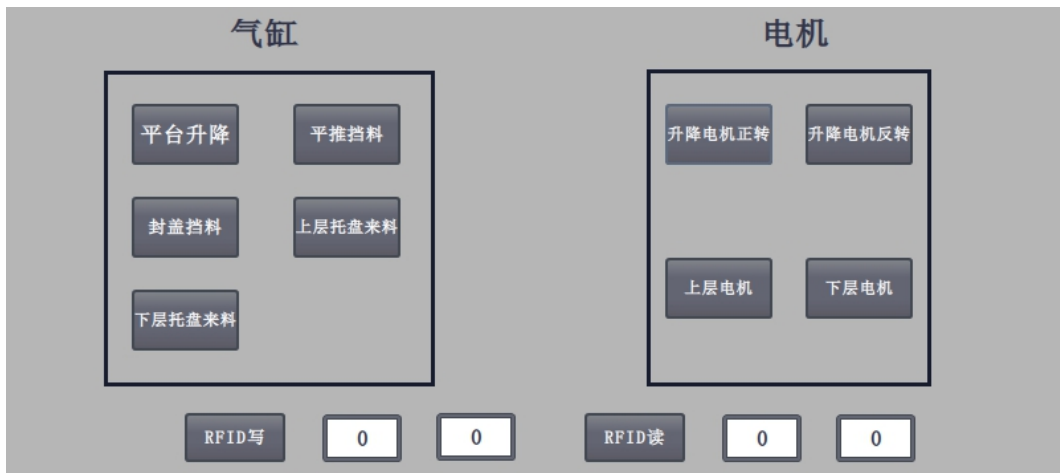 气缸
电机
平台升降
平推挡料
升降电机正转
升降电机反转
封盖挡料
上层托盘来料
上层电机
下层电机
下层托盘来料
RFID写
0
0
RFID读
0
0